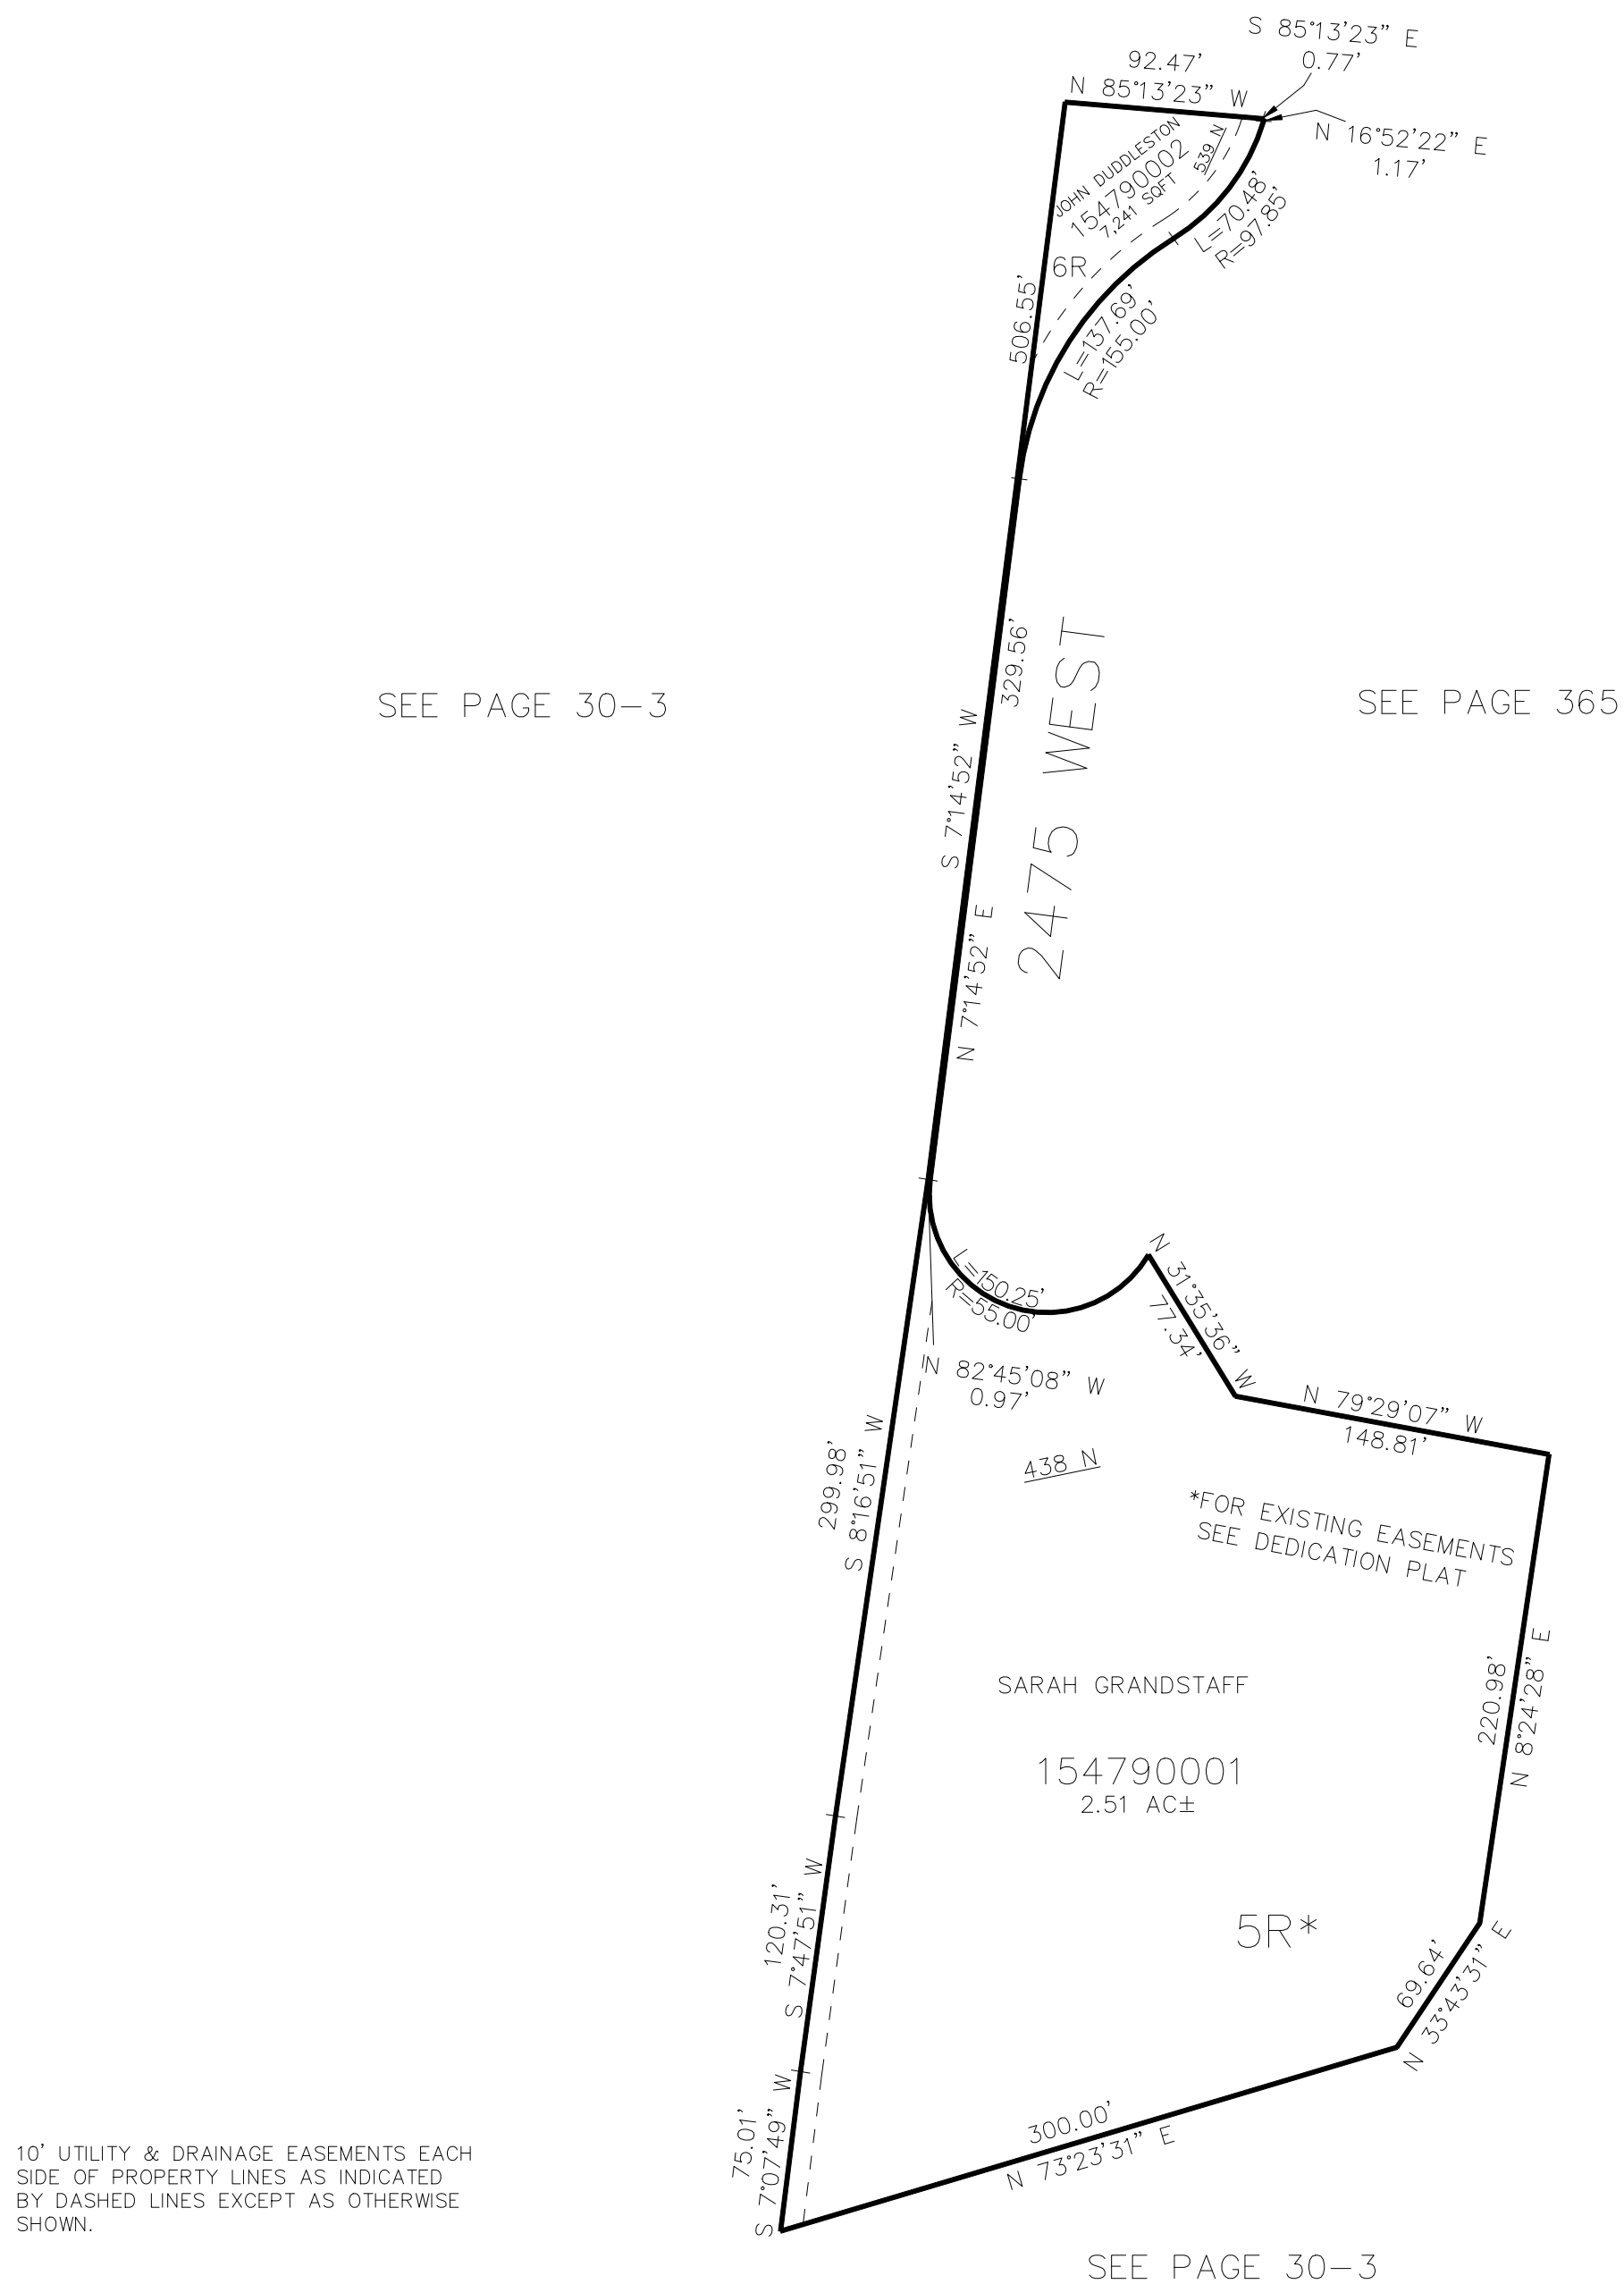 S 85°13'23" E
0.77'
92.47'
N 85°13'23" W
N 16°52'22" E
1.17'
JOHN DUDDLESTON
154790002
7,241 SQFT
539 N
L=70.48'
R=97.85'
6R
506.55'
L=137.69'
R=155.00'
329.56'
2475 WEST
SEE PAGE 30-3
SEE PAGE 365
S 7°14'52" W
N 7°14'52" E
L=150.25'
R=55.00'
N 31°35'36" W
77.34'
N 82°45'08" W
0.97'
N 79°29'07" W
148.81'
299.98'
S 8°16'51" W
438 N
*FOR EXISTING EASEMENTS
SEE DEDICATION PLAT
220.98'
N 8°24'28" E
SARAH GRANDSTAFF
154790001
2.51 AC±
120.31'
S 7°47'51" W
5R*
69.64'
N 33°43'31" E
75.01'
S 7°07'49" W
300.00'
N 73°23'31" E
10' UTILITY & DRAINAGE EASEMENTS EACH
SIDE OF PROPERTY LINES AS INDICATED
BY DASHED LINES EXCEPT AS OTHERWISE
SHOWN.
SEE PAGE 30-3